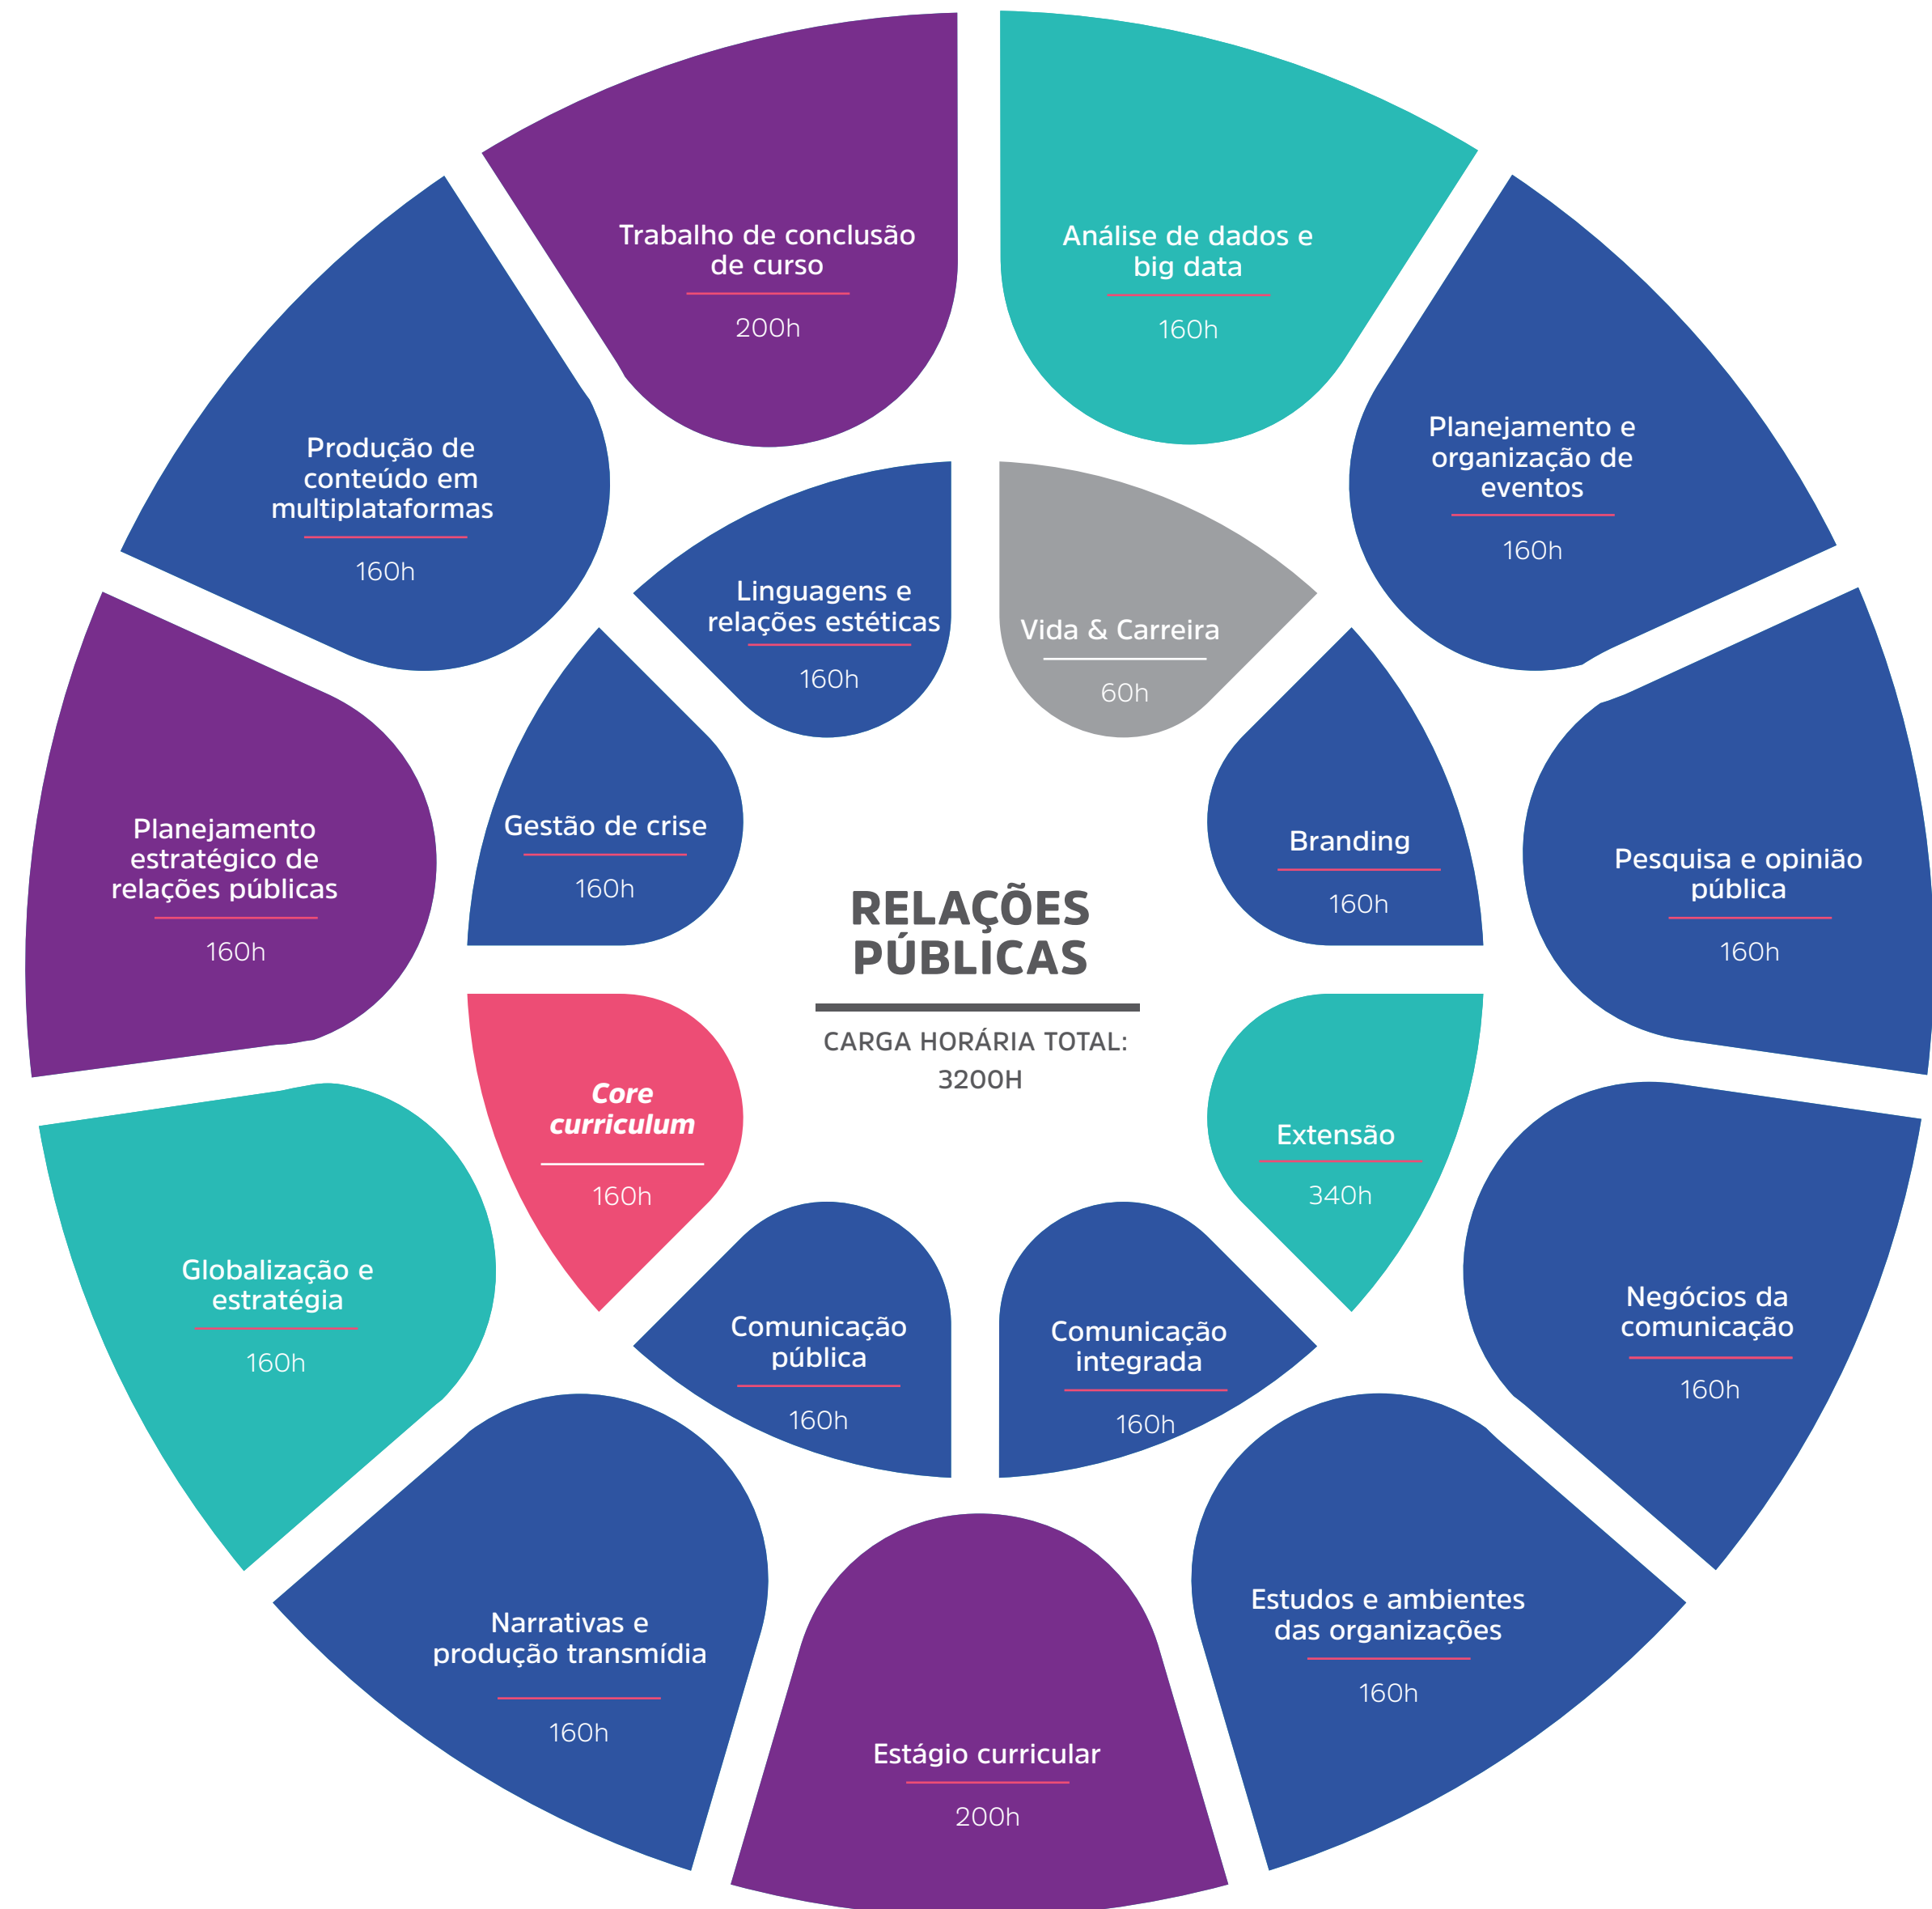 Trabalho de conclusão
de curso
200h
Análise de dados e
big data
160h
Planejamento e
organização de
eventos
160h
Pesquisa e opinião
pública
160h
Negócios da
comunicação
160h
Estudos e ambientes
das organizações
160h
Estágio curricular
200h
Narrativas e
produção transmídia
160h
Globalização e
estratégia
160h
Planejamento
estratégico de
relações públicas
160h
Produção de
conteúdo em
multiplataformas
160h
Linguagens e
relações estéticas
160h
Vida & Carreira
60h
Branding
160h
Extensão
340h
Comunicação
integrada
160h
Comunicação
pública
160h
Core
curriculum
160h
Gestão de crise
160h
RELAÇÕES
PÚBLICAS
CARGA HORÁRIA TOTAL:
3200H